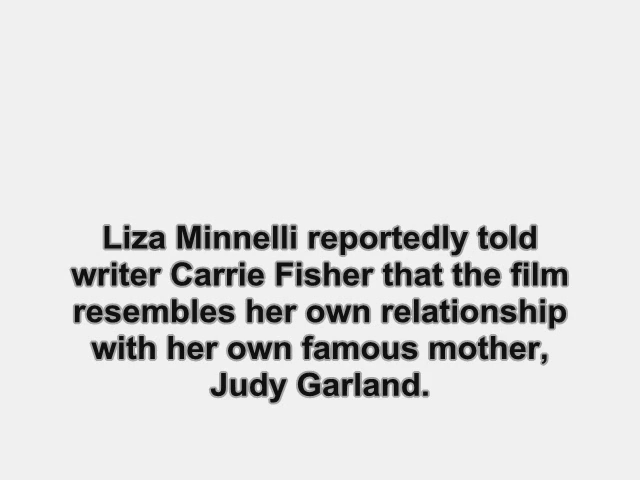 Liza Minnelli reportedly told
writer Carrie Fisher that the film
resembles her own relationship
with her own famous mother,
Judy Garland.